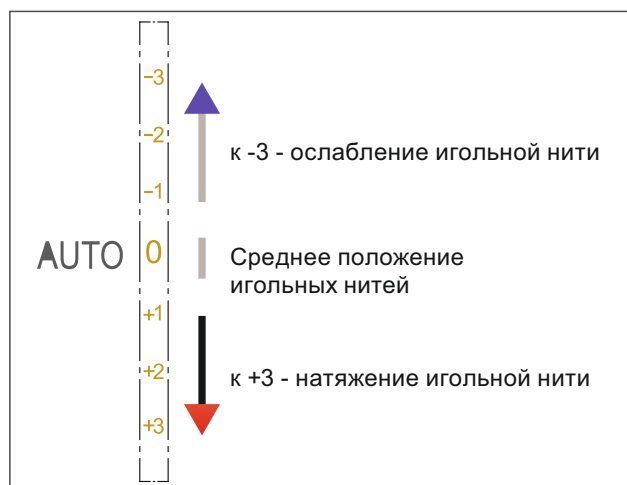 −3
−2
к -3 - ослабление игольной нити
−1
AUTO 0 Среднее положение
игольных нитей
+1
+2
к +3 - натяжение игольной нити
+3